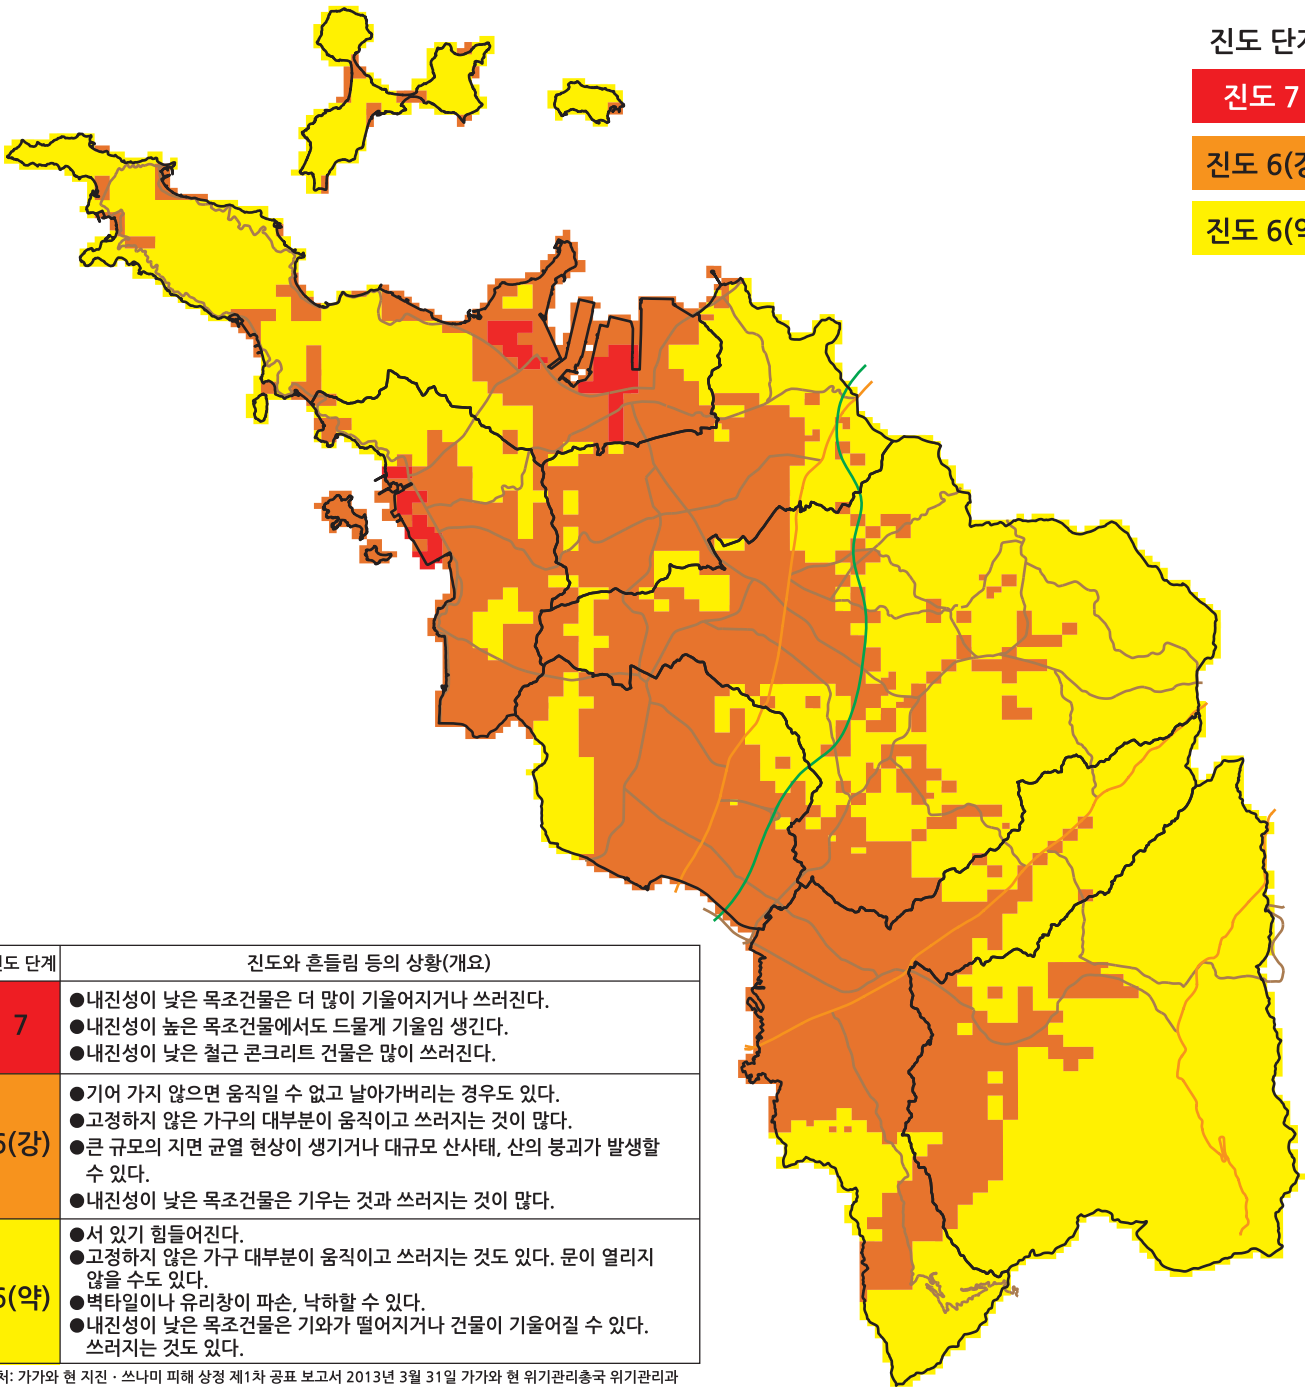 진도 단
진도 7
진도 6(
진도 6(
도 단계
진도와 흔들림 등의 상황(개요)
7
●내진성이 낮은 목조건물은 더 많이 기울어지거나 쓰러진다.
●내진성이 높은 목조건물에서도 드물게 기울임 생긴다.
●내진성이 낮은 철근 콘크리트 건물은 많이 쓰러진다.
6(강)
●기어 가지 않으면 움직일 수 없고 날아가버리는 경우도 있다.
●고정하지 않은 가구의 대부분이 움직이고 쓰러지는 것이 많다.
●큰 규모의 지면 균열 현상이 생기거나 대규모 산사태, 산의 붕괴가 발생할
수 있다.
●내진성이 낮은 목조건물은 기우는 것과 쓰러지는 것이 많다.
6(약)
●서 있기 힘들어진다.
●고정하지 않은 가구 대부분이 움직이고 쓰러지는 것도 있다. 문이 열리지
않을 수도 있다.
●벽타일이나 유리창이 파손, 낙하할 수 있다.
●내진성이 낮은 목조건물은 기와가 떨어지거나 건물이 기울어질 수 있다.
쓰러지는 것도 있다.
처: 가가와 현 지진 · 쓰나미 피해 상정 제1차 공표 보고서 2013년 3월 31일 가가와 현 위기관리총국 위기관리과